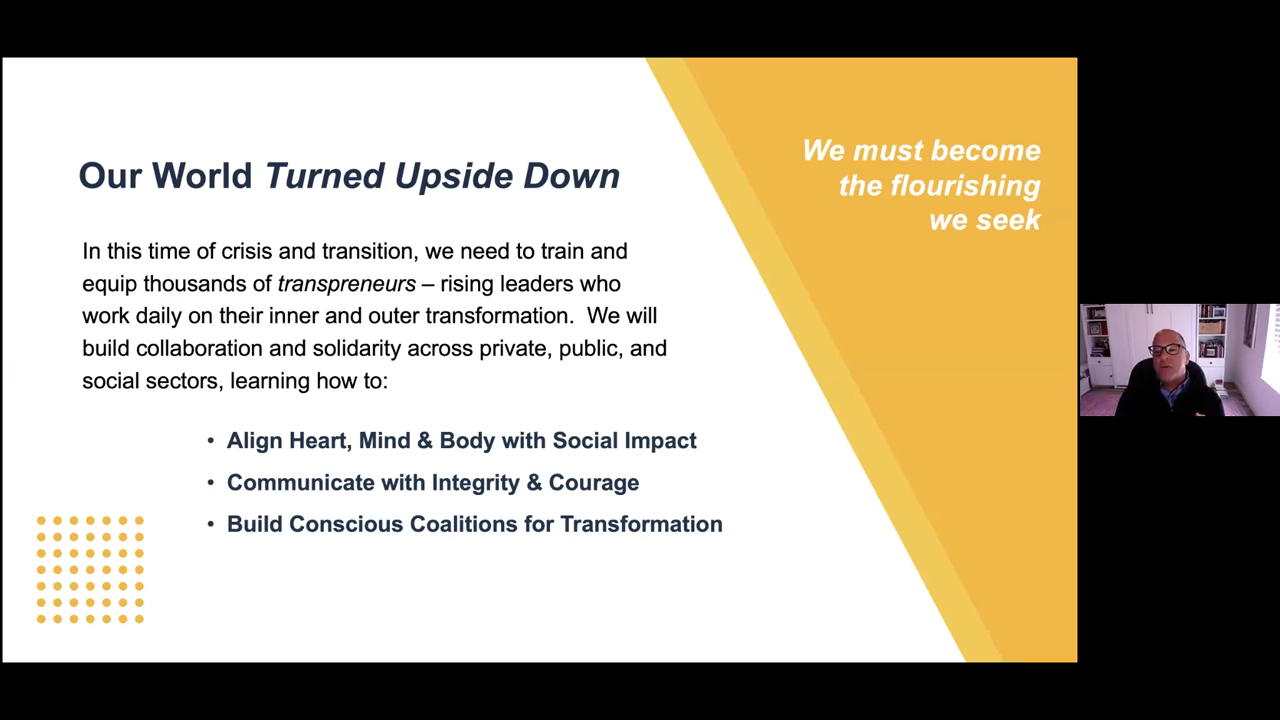 Our World Turned Upside Down
We must become
the flourishing
we seek
In this time of crisis and transition, we need to train and
equip thousands of transpreneurs – rising leaders who
work daily on their inner and outer transformation.  We will
build collaboration and solidarity across private, public, and
social sectors, learning how to:
• Align Heart, Mind & Body with Social Impact
• Communicate with Integrity & Courage
• Build Conscious Coalitions for Transformation